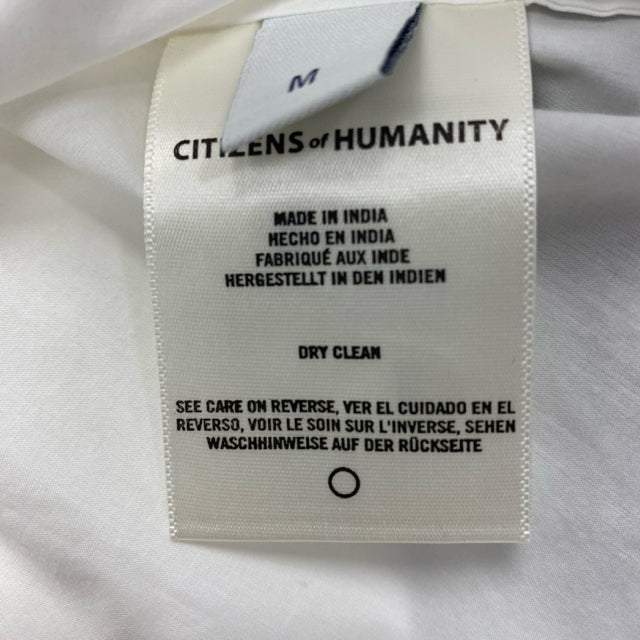 M
CITIZENS of HUMANITY
MADE IN INDIA
HECHO EN INDIA
FABRIQUÉ AUX INDE
HERGESTELLT IN DEN INDIEN
DRY CLEAN
SEE CARE ON REVERSE, VER EL CUIDADO EN EL
REVERSO, VOIR LE SOIN SUR L'INVERSE, SEHEN
WASCHHINWEISE AUF DER RÜCKSEITE